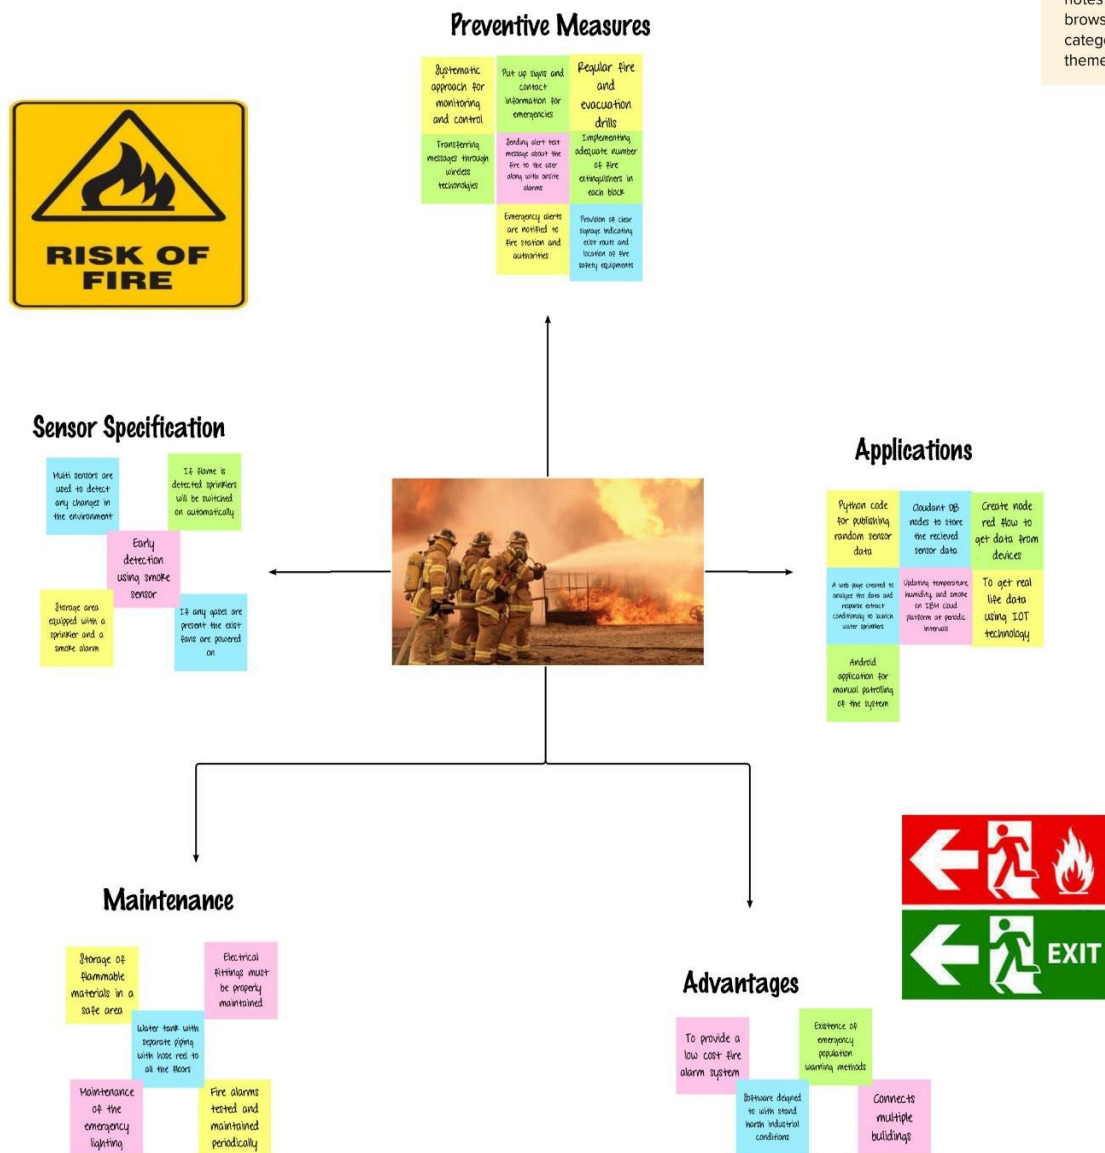 notes
brows
catego
theme
Preventive Measures
Systematic
approach for
monitoring
and control
Put up signs and
contact
information for
emergencies
Regular fire
and
evacuation
drills
Transferring
messages through
wireless
techonolgies
Sending alert text
message about the
fire to the user
along with onsite
alarms
Implementing
adequate number
of fire
extinguishers in
each block
Emergency alerts
are notified to
fire station and
authorities
Provision of clear
signage indicating
exist route and
location of fire
safety equipments
RISK OF
FIRE
Sensor Specification
Multi sensors are
used to detect
any changes in
the environment
If flame is
detected sprinklers
will be switched
on automatically
Early
detection
using smoke
sensor
Storage area
equipped with a
sprinkler and a
smoke alarm
If any gases are
present the exist
fans are powered
on
Applications
Python code
for publishing
random sensor
data
Cloudant DB
nodes to store
the recieved
sensor data
Create node
red flow to
get data from
devices
A web page created to
analyze the data and
response extract
conditionaly to launch
water sprinklers
Updating temperature,
humidity, and smoke
on IBM cloud
platform at periodic
intervals
To get real
life data
using IOT
technology
Android
application for
manual patrolling
of the system
Maintenance
Storage of
flammable
materials in a
safe area
Electrical
fittings must
be properly
maintained
Water tank with
separate piping
with hose reel to
all the floors
Maintenance
of the
emergency
lighting
Fire alarms
tested and
maintained
periodically
EXIT
Advantages
To provide a
low cost fire
alarm system
Existence of
emergency
population
warning methods
Software deigned
to with stand
harsh industrial
conditions
Connects
multiple
bulidings